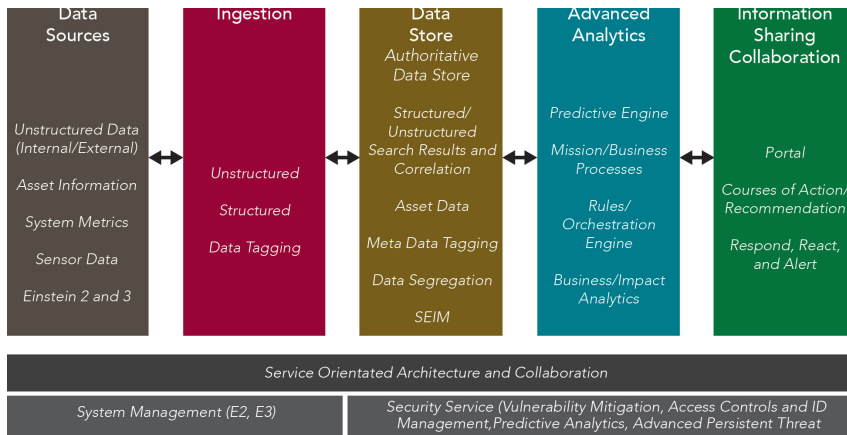 Data
Sources
Unstructured Data
(Internal/External)
Asset Information
System Metrics
Sensor Data
Einstein 2 and 3
Ingestion
Unstructured
Structured
Data Tagging
Data
Store
Authoritative
Data Store
Structured/
Unstructured
Search Results and
Correlation
Asset Data
Meta Data Tagging
Data Segregation
SEIM
Advanced
Analytics
Predictive Engine
Mission/Business
Processes
Rules/
Orchestration
Engine
Business/Impact
Analytics
Information
Sharing
Collaboration
Portal
Courses of Action/
Recommendation
Respond, React,
and Alert
Service Orientated Architecture and Collaboration
System Management (E2, E3)
Security Service (Vulnerability Mitigation, Access Controls and ID
Management,Predictive Analytics, Advanced Persistent Threat